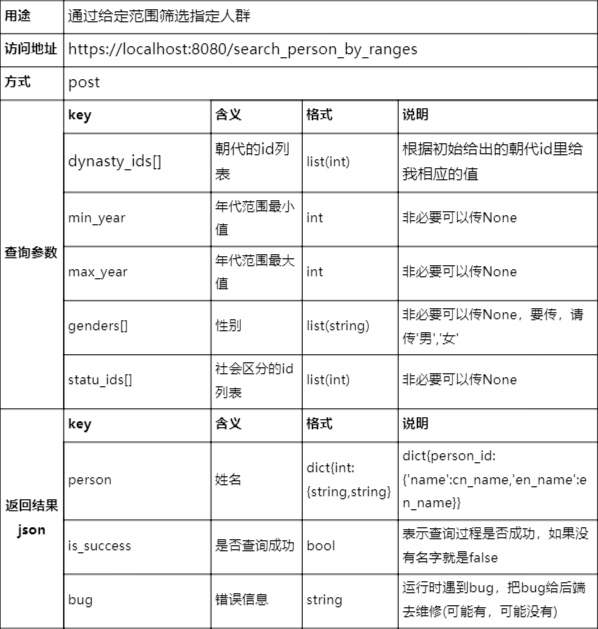 用途 通过给定范围筛选指定人群
访问地址 https://localhost:8080/search_person_by_ranges
方式 post
查询参数
key 含义 格式 说明
dynasty_ids[] 朝代的id列
表 list(int) 根据初始给出的朝代id里给
我相应的值
min_year 年代范围最小
值 int 非必要可以传None
max_year 年代范围最大
值 int 非必要可以传None
genders[] 性别 list(string) 非必要可以传None，要传，请
传'男','女'
statu_ids[] 社会区分的id
列表 list(int) 非必要可以传None
返回结果
json
key 含义 格式 说明
person 姓名 dict{int:
{string,string} dict{person_id:
{'name':cn_name,'en_name':e
n_name}}
is_success 是否查询成功 bool 表示查询过程是否成功，如果没
有名字就是false
bug 错误信息 string 运行时遇到bug，把bug给后端
去维修(可能有，可能没有)